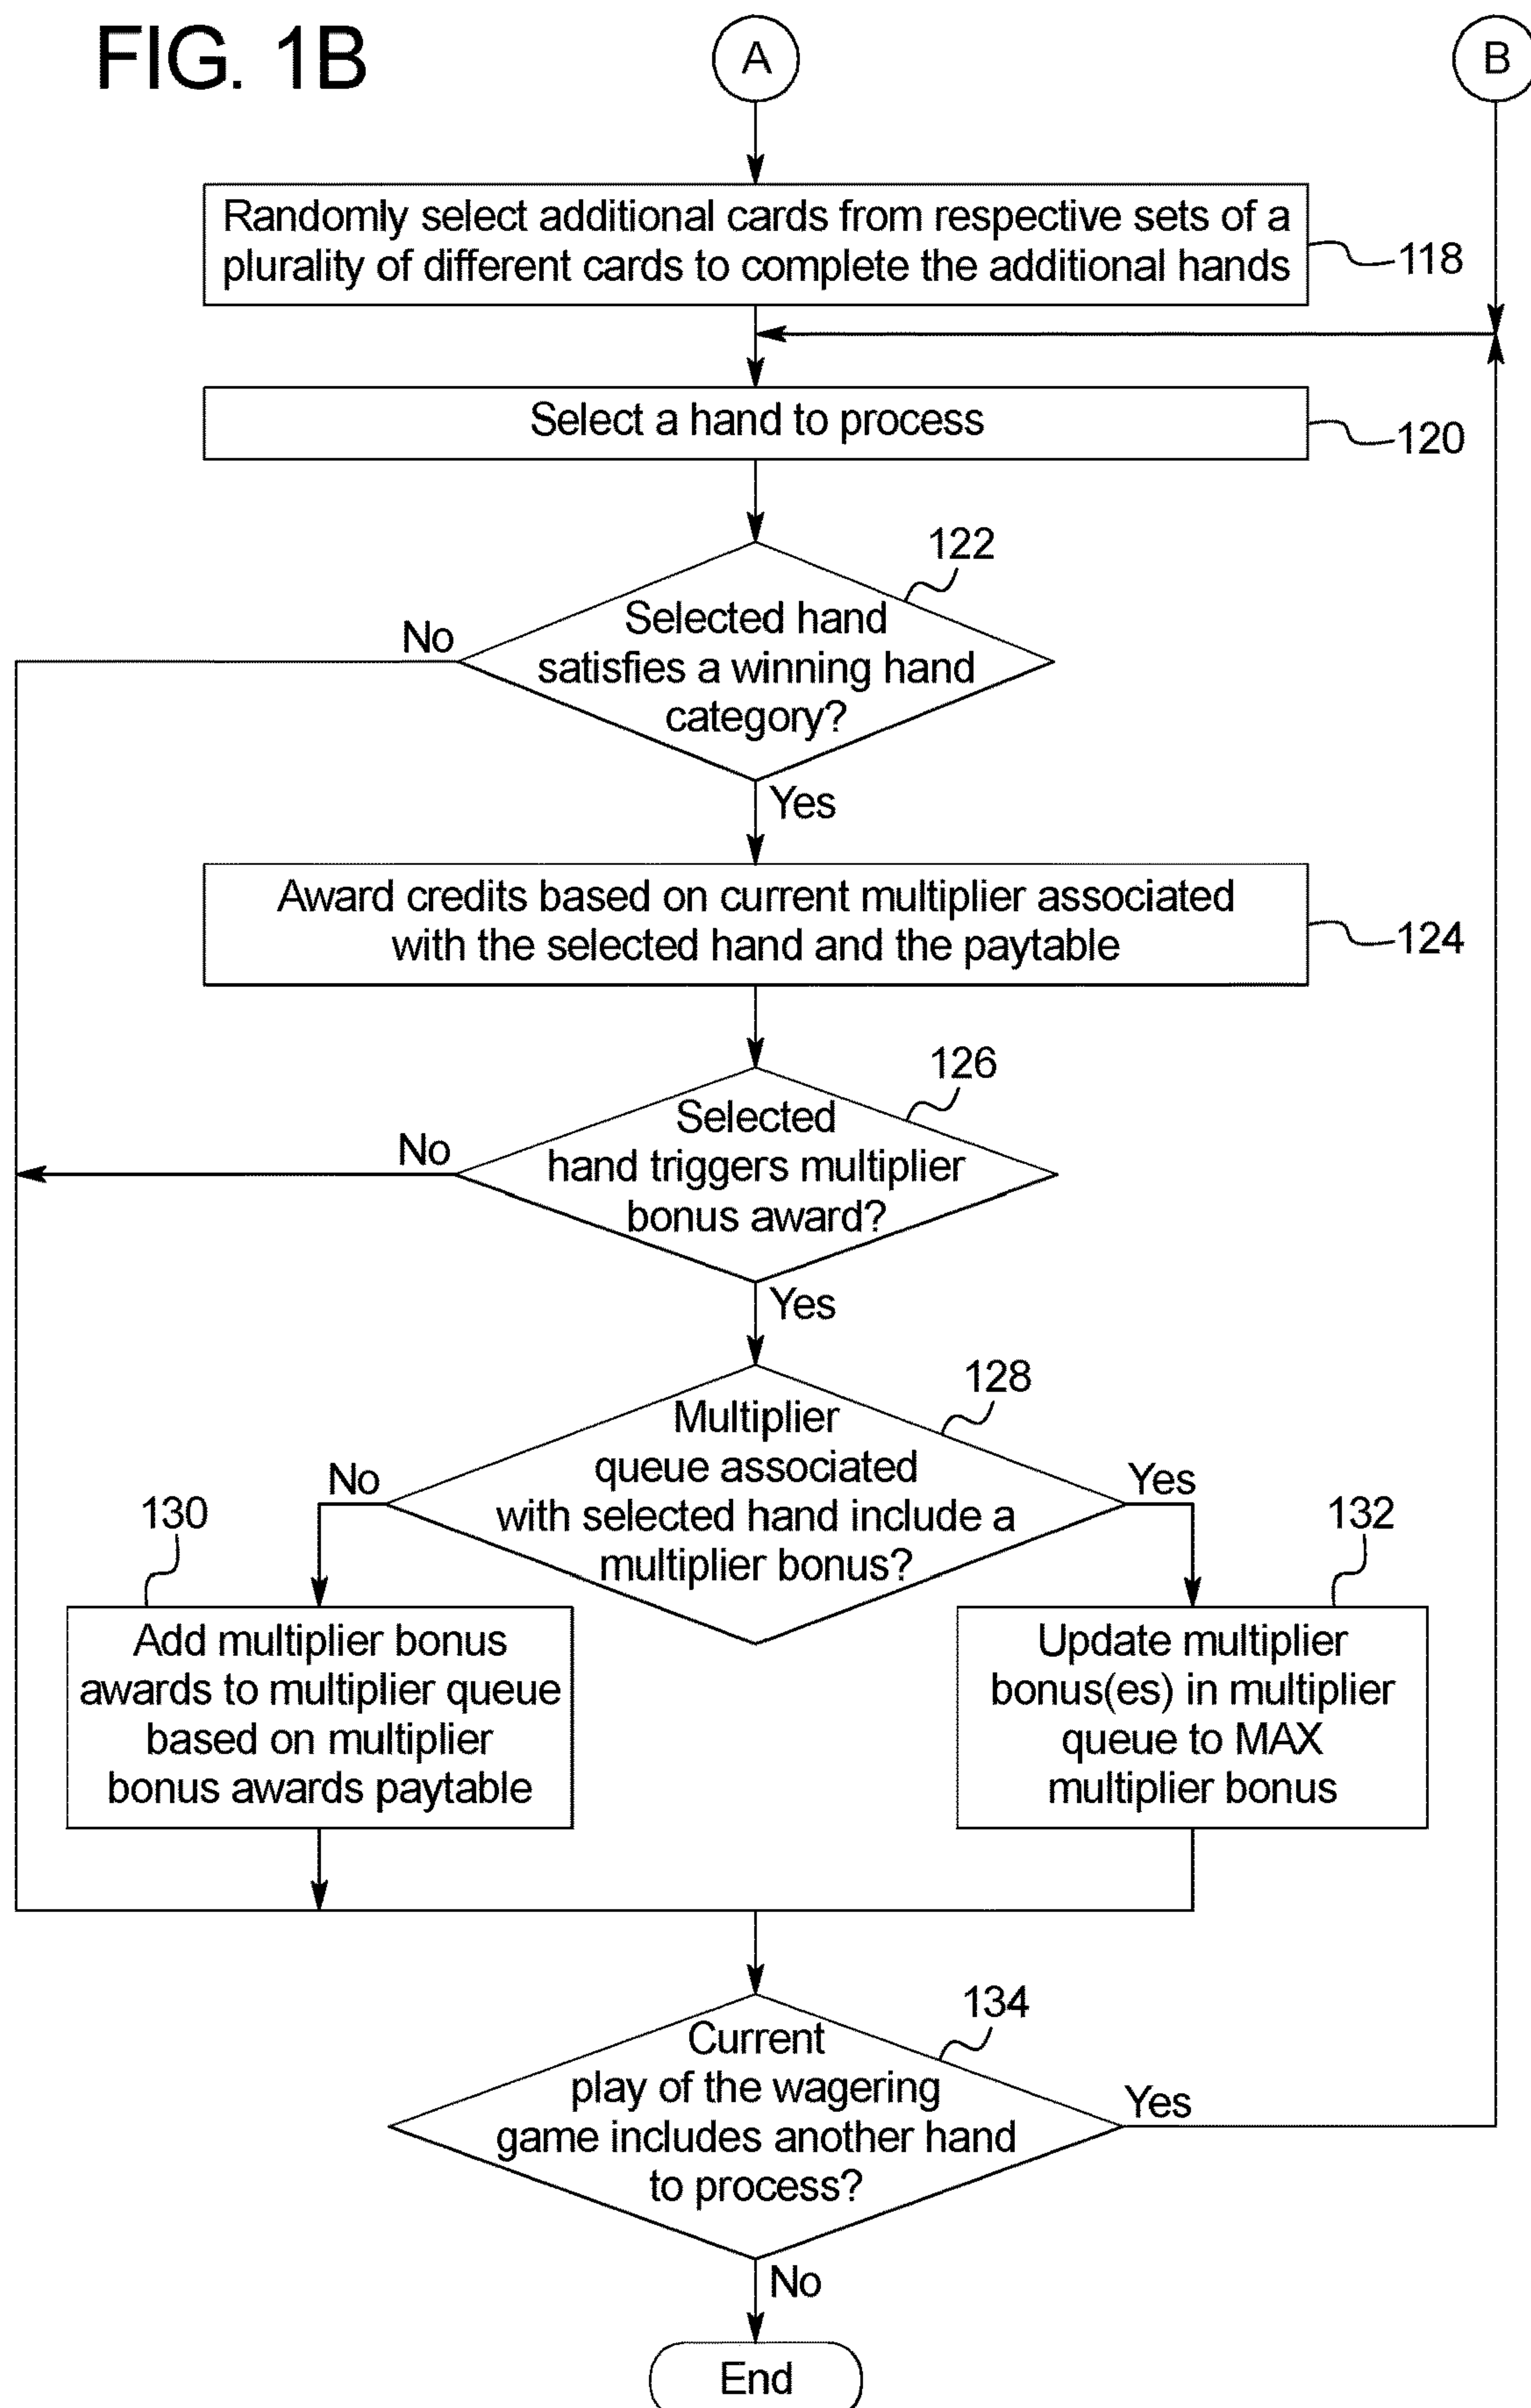 FIG. 1B
A
B
Randomly select additional cards from respective sets of a
plurality of different cards to complete the additional hands
118
Select a hand to process
120
122
Selected hand
satisfies a winning hand
category?
No
Yes
Award credits based on current multiplier associated
with the selected hand and the paytable
124
126
Selected
hand triggers multiplier
bonus award?
No
Yes
128
Multiplier
queue associated
with selected hand include a
multiplier bonus?
No
Yes
130
132
Add multiplier bonus
awards to multiplier queue
based on multiplier
bonus awards paytable
Update multiplier
bonus(es) in multiplier
queue to MAX
multiplier bonus
134
Current
play of the wagering
game includes another hand
to process?
Yes
No
End